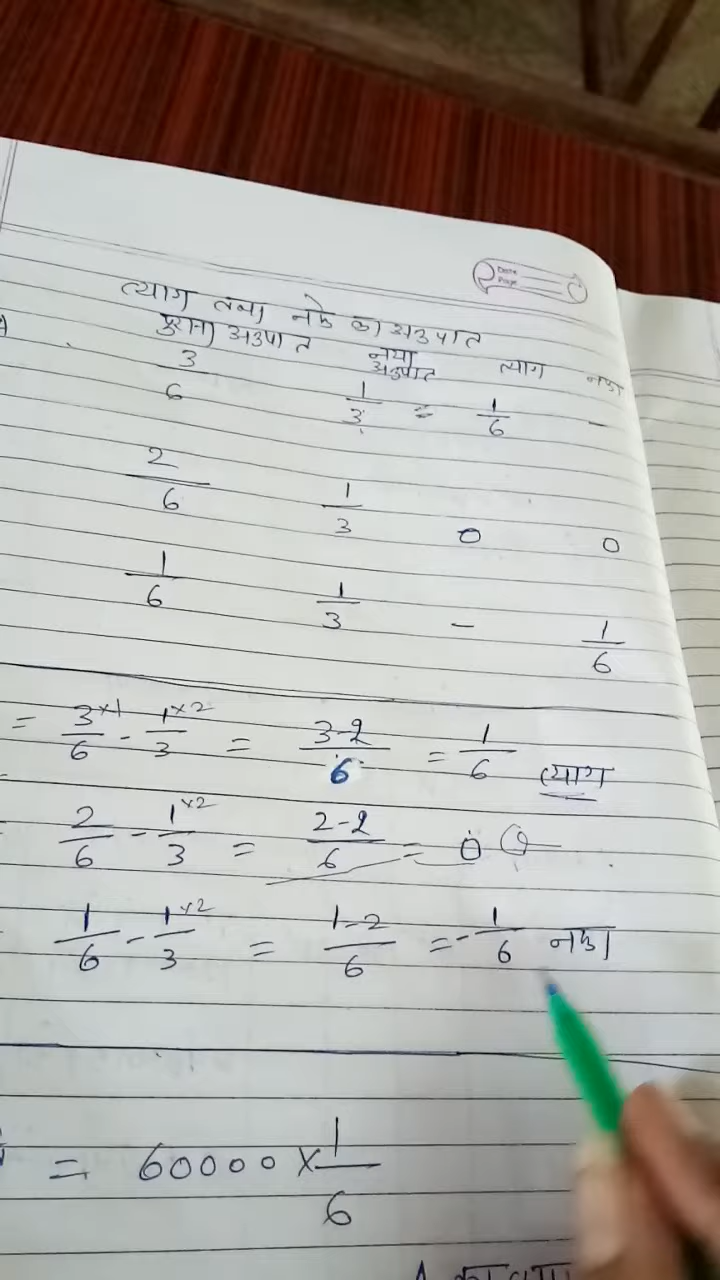 Date
Page
त्याग तथा नफे का अनुपात
पुराना अनुपात नया अनुपात त्याग नफा
3/6 1/3 = 1/6 –
2/6 1/3 0 0
1/6 1/3 – 1/6
= 3×1/6 - 1×2/3 = 3-2/6 = 1/6 त्याग
2/6 - 1×2/3 = 2-2/6 = 0
1/6 - 1×2/3 = 1-2/6 = -1/6 नफा
= 60000 × 1/6
A का